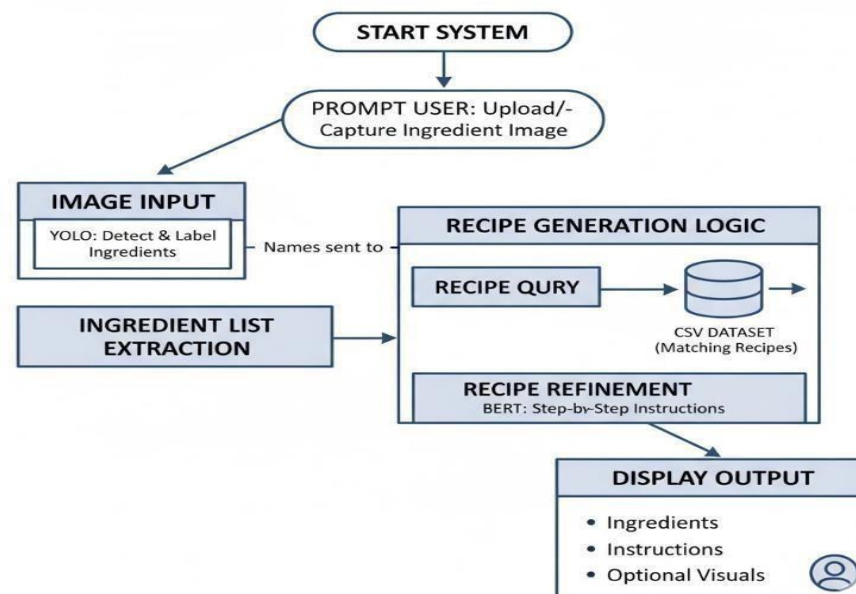 START SYSTEM
PROMPT USER: Upload/-
Capture Ingredient Image
IMAGE INPUT
YOLO: Detect & Label
Ingredients
Names sent to
RECIPE GENERATION LOGIC
RECIPE QURY
CSV DATASET
(Matching Recipes)
INGREDIENT LIST
EXTRACTION
RECIPE REFINEMENT
BERT: Step-by-Step Instructions
DISPLAY OUTPUT
• Ingredients
• Instructions
• Optional Visuals